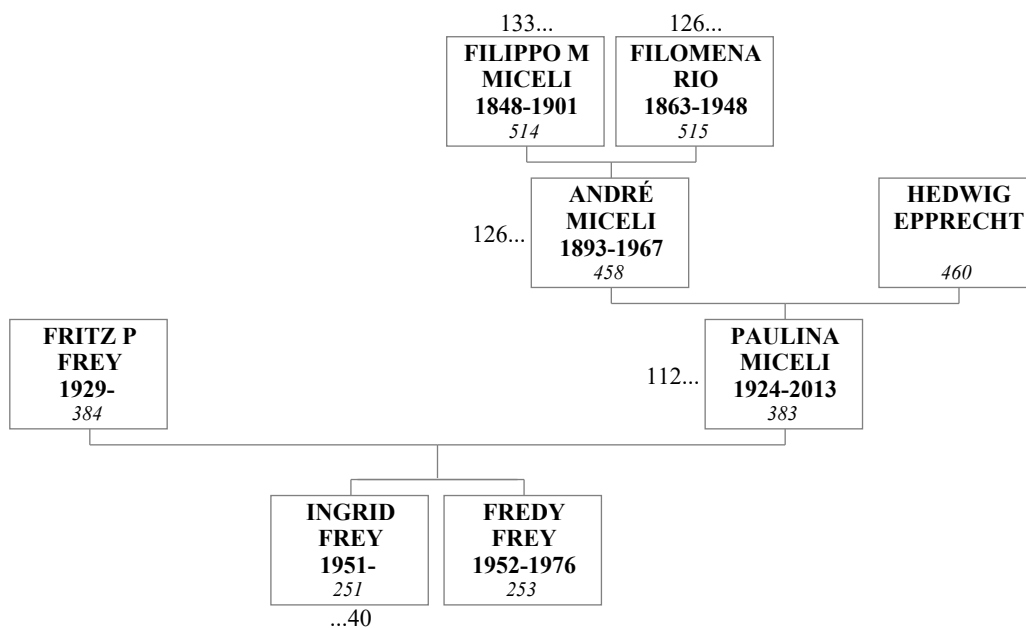 133...
126...
FILIPPO M
MICELI
1848-1901
514
FILOMENA
RIO
1863-1948
515
126...
ANDRÉ
MICELI
1893-1967
458
HEDWIG
EPPRECHT
460
FRITZ P
FREY
1929-
384
112...
PAULINA
MICELI
1924-2013
383
INGRID
FREY
1951-
251
...40
FREDY
FREY
1952-1976
253